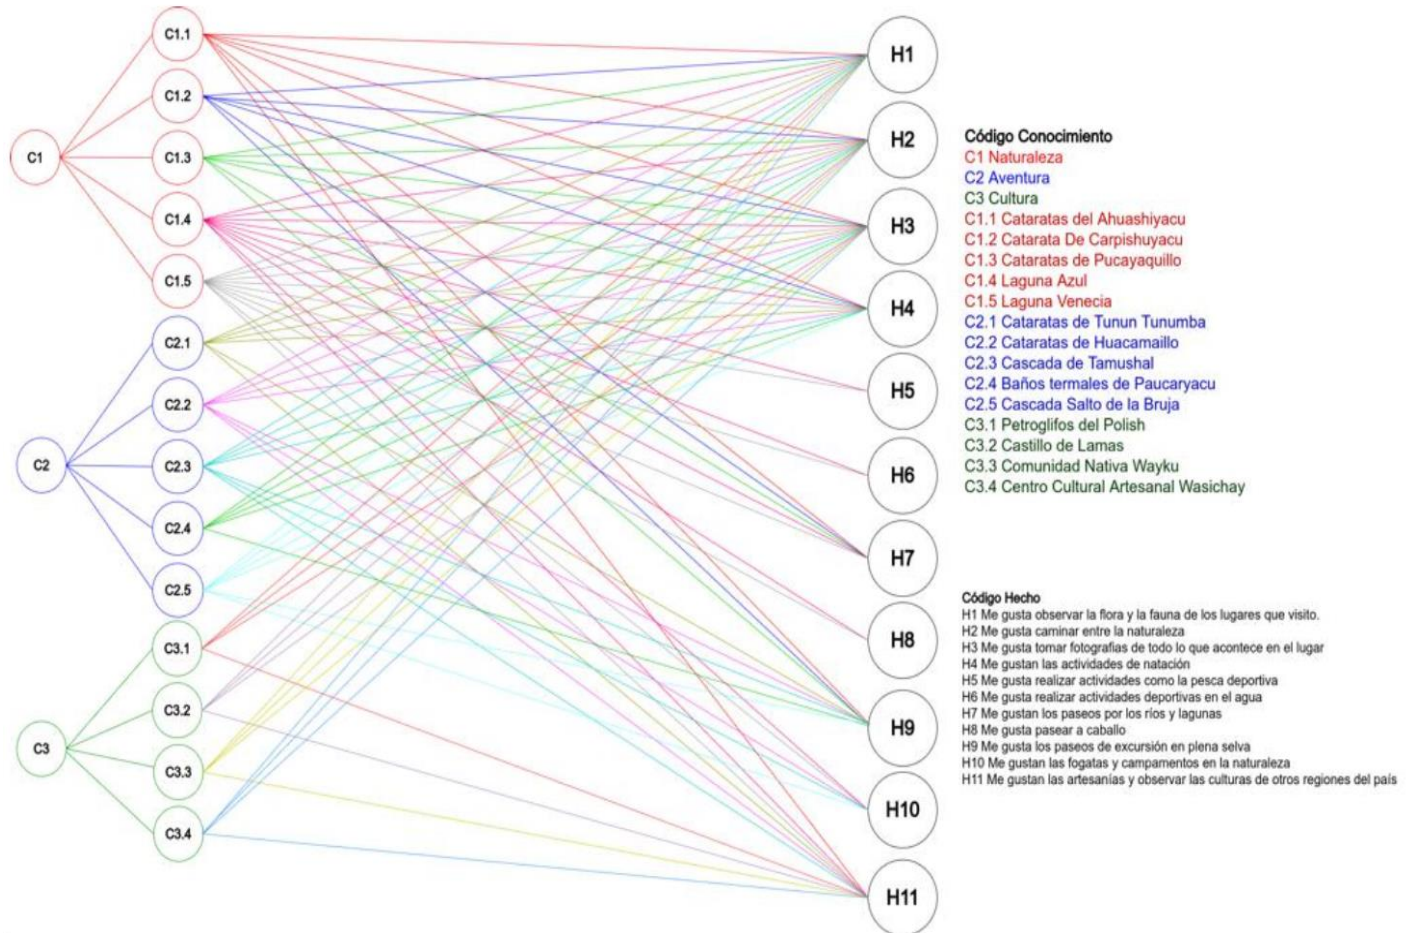 C1
C1.1
C1.2
C1.3
C1.4
C1.5
C2
C2.1
C2.2
C2.3
C2.4
C2.5
C3
C3.1
C3.2
C3.3
C3.4
H1
H2
H3
H4
H5
H6
H7
H8
H9
H10
H11
Código Conocimiento
C1 Naturaleza
C2 Aventura
C3 Cultura
C1.1 Cataratas del Ahuashiyacu
C1.2 Catarata De Carpishuyacu
C1.3 Cataratas de Pucayaquillo
C1.4 Laguna Azul
C1.5 Laguna Venecia
C2.1 Cataratas de Tunun Tunumba
C2.2 Cataratas de Huacamaillo
C2.3 Cascada de Tamushal
C2.4 Baños termales de Paucaryacu
C2.5 Cascada Salto de la Bruja
C3.1 Petroglifos del Polish
C3.2 Castillo de Lamas
C3.3 Comunidad Nativa Wayku
C3.4 Centro Cultural Artesanal Wasichay
Código Hecho
H1 Me gusta observar la flora y la fauna de los lugares que visito.
H2 Me gusta caminar entre la naturaleza
H3 Me gusta tomar fotografias de todo lo que acontece en el lugar
H4 Me gustan las actividades de natación
H5 Me gusta realizar actividades como la pesca deportiva
H6 Me gusta realizar actividades deportivas en el agua
H7 Me gustan los paseos por los ríos y lagunas
H8 Me gusta pasear a caballo
H9 Me gusta los paseos de excursión en plena selva
H10 Me gustan las fogatas y campamentos en la naturaleza
H11 Me gustan las artesanías y observar las culturas de otros regiones del país